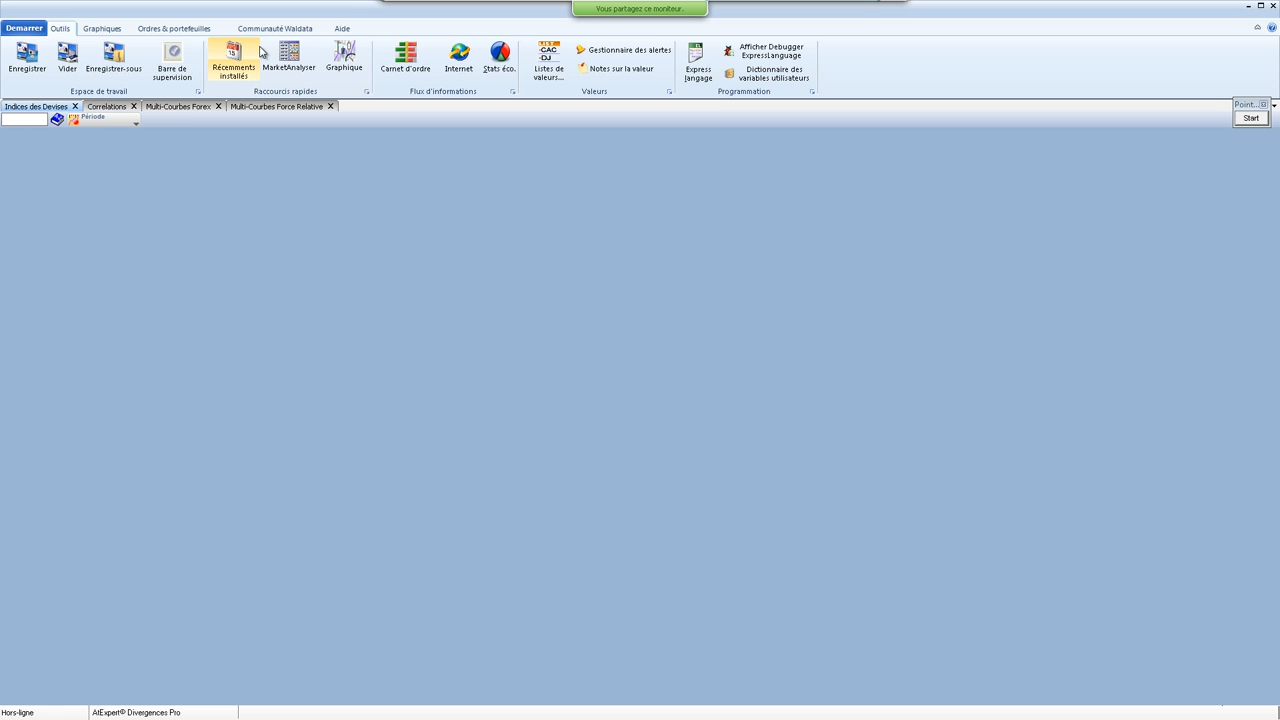 Vous partagez ce moniteur.
Demarrer Outils Graphiques Ordres & portefeuilles Communauté Waldata Aide
Enregistrer Vider Enregistrer-sous Barre de supervision
Espace de travail
Récemments installés MarketAnalyser Graphique
Raccourcis rapides
Carnet d'ordre Internet Stats éco.
Flux d'informations
LIST
CAC
-DJ-
Listes de valeurs... Gestionnaire des alertes
Notes sur la valeur
Valeurs
Express langage Afficher Debugger ExpressLanguage
Dictionnaire des variables utilisateurs
Programmation
Indices des Devises Correlations Multi-Courbes Forex Multi-Courbes Force Relative
Point...
Période
Start
Hors-ligne AtExpert© Divergences Pro